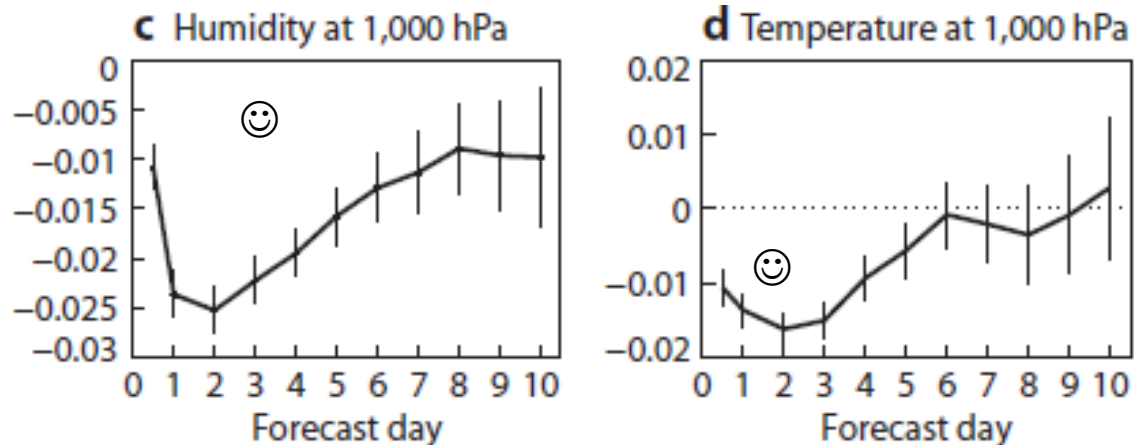 c Humidity at 1,000 hPa
0
−0.005
−0.01
−0.015
−0.02
−0.025
−0.03
0 1 2 3 4 5 6 7 8 9 10
Forecast day
d Temperature at 1,000 hPa
0.02
0.01
0
−0.01
−0.02
0 1 2 3 4 5 6 7 8 9 10
Forecast day